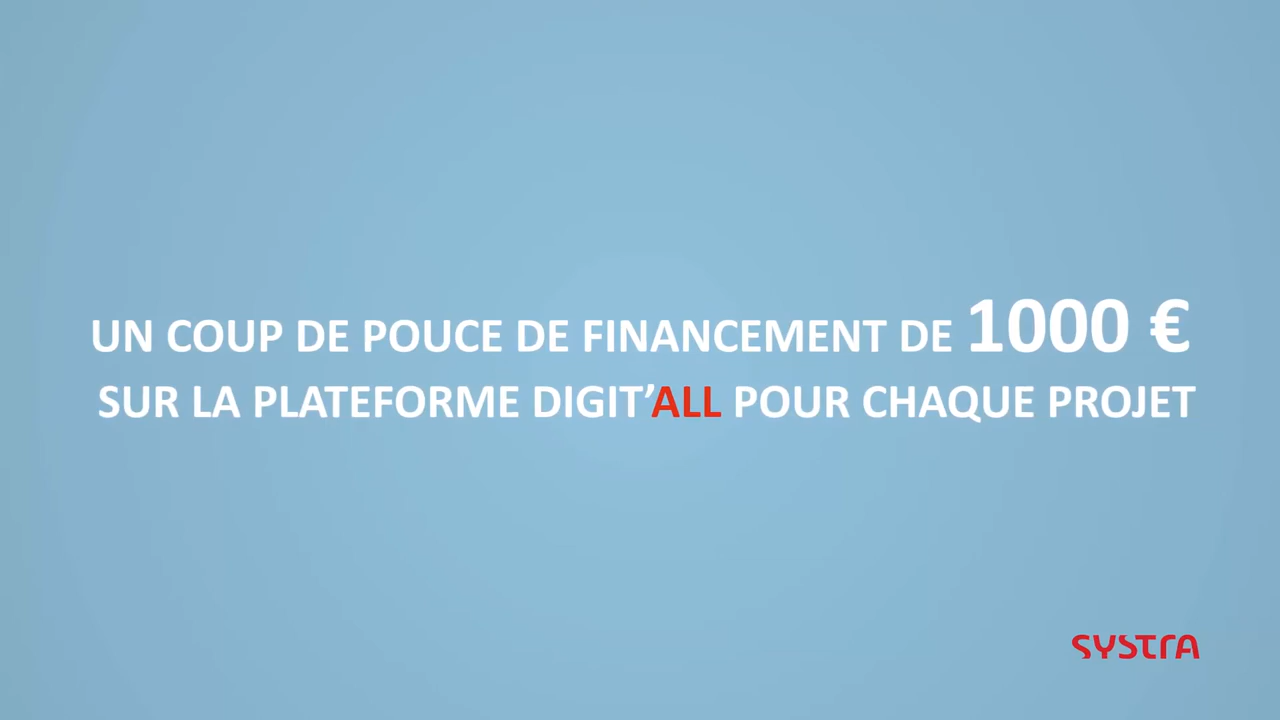 UN COUP DE POUCE DE FINANCEMENT DE 1000 €
SUR LA PLATEFORME DIGIT’ALL POUR CHAQUE PROJET
SYSTRA